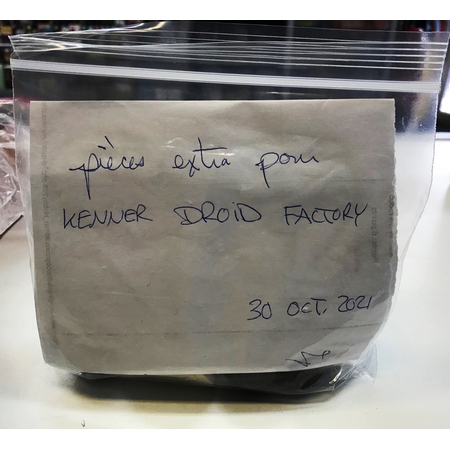 pièces extra pour
KENNER DROID FACTORY
30 OCT. 2021